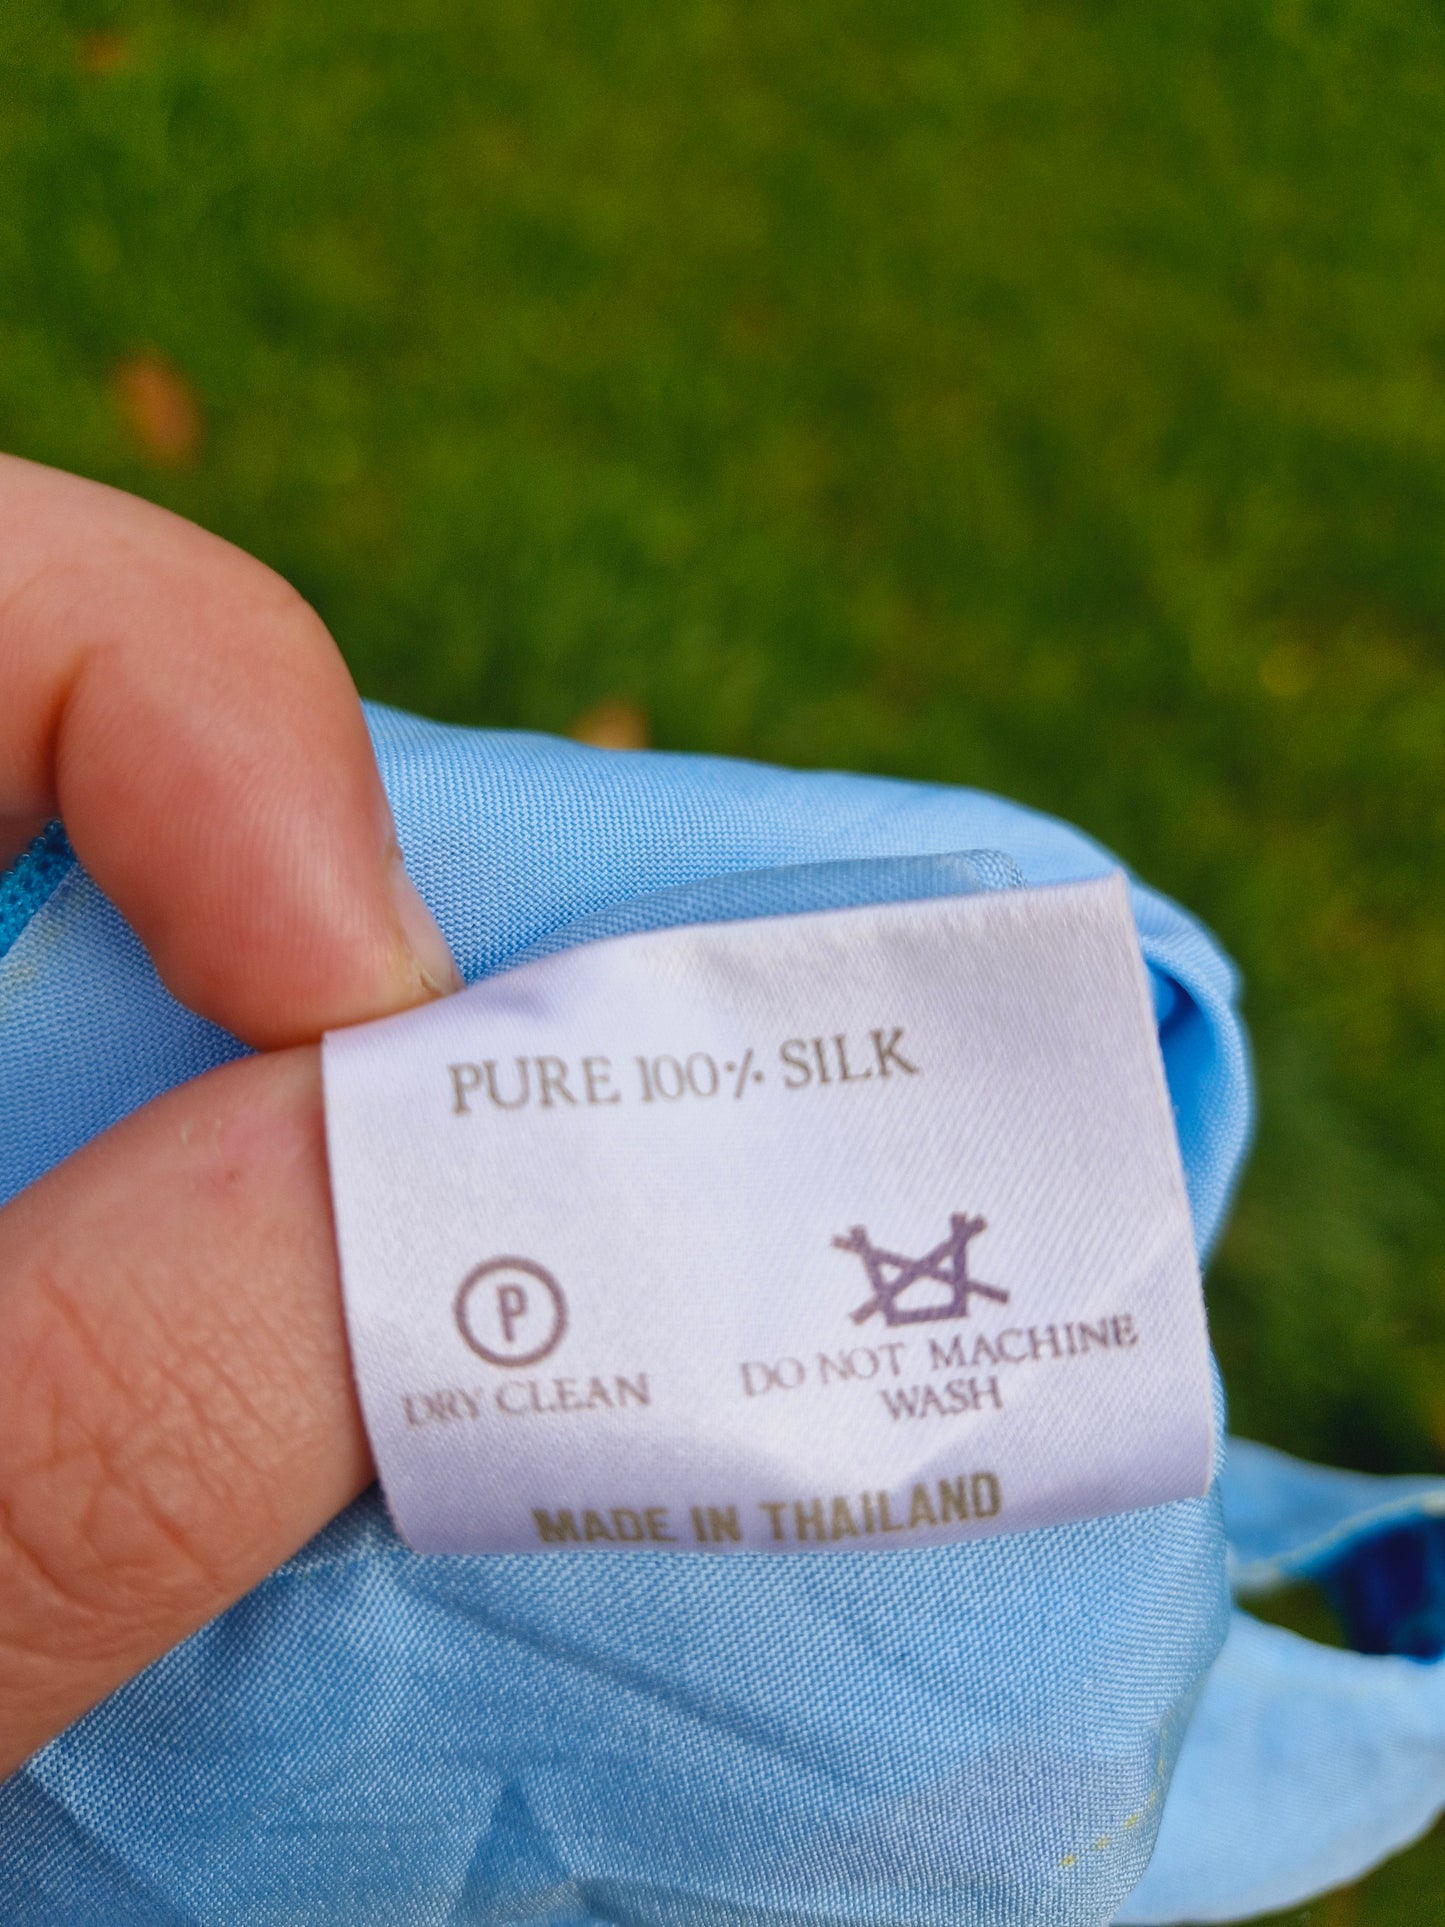 PURE 100% SILK
P
DRY CLEAN
DO NOT MACHINE
WASH
MADE IN THAILAND